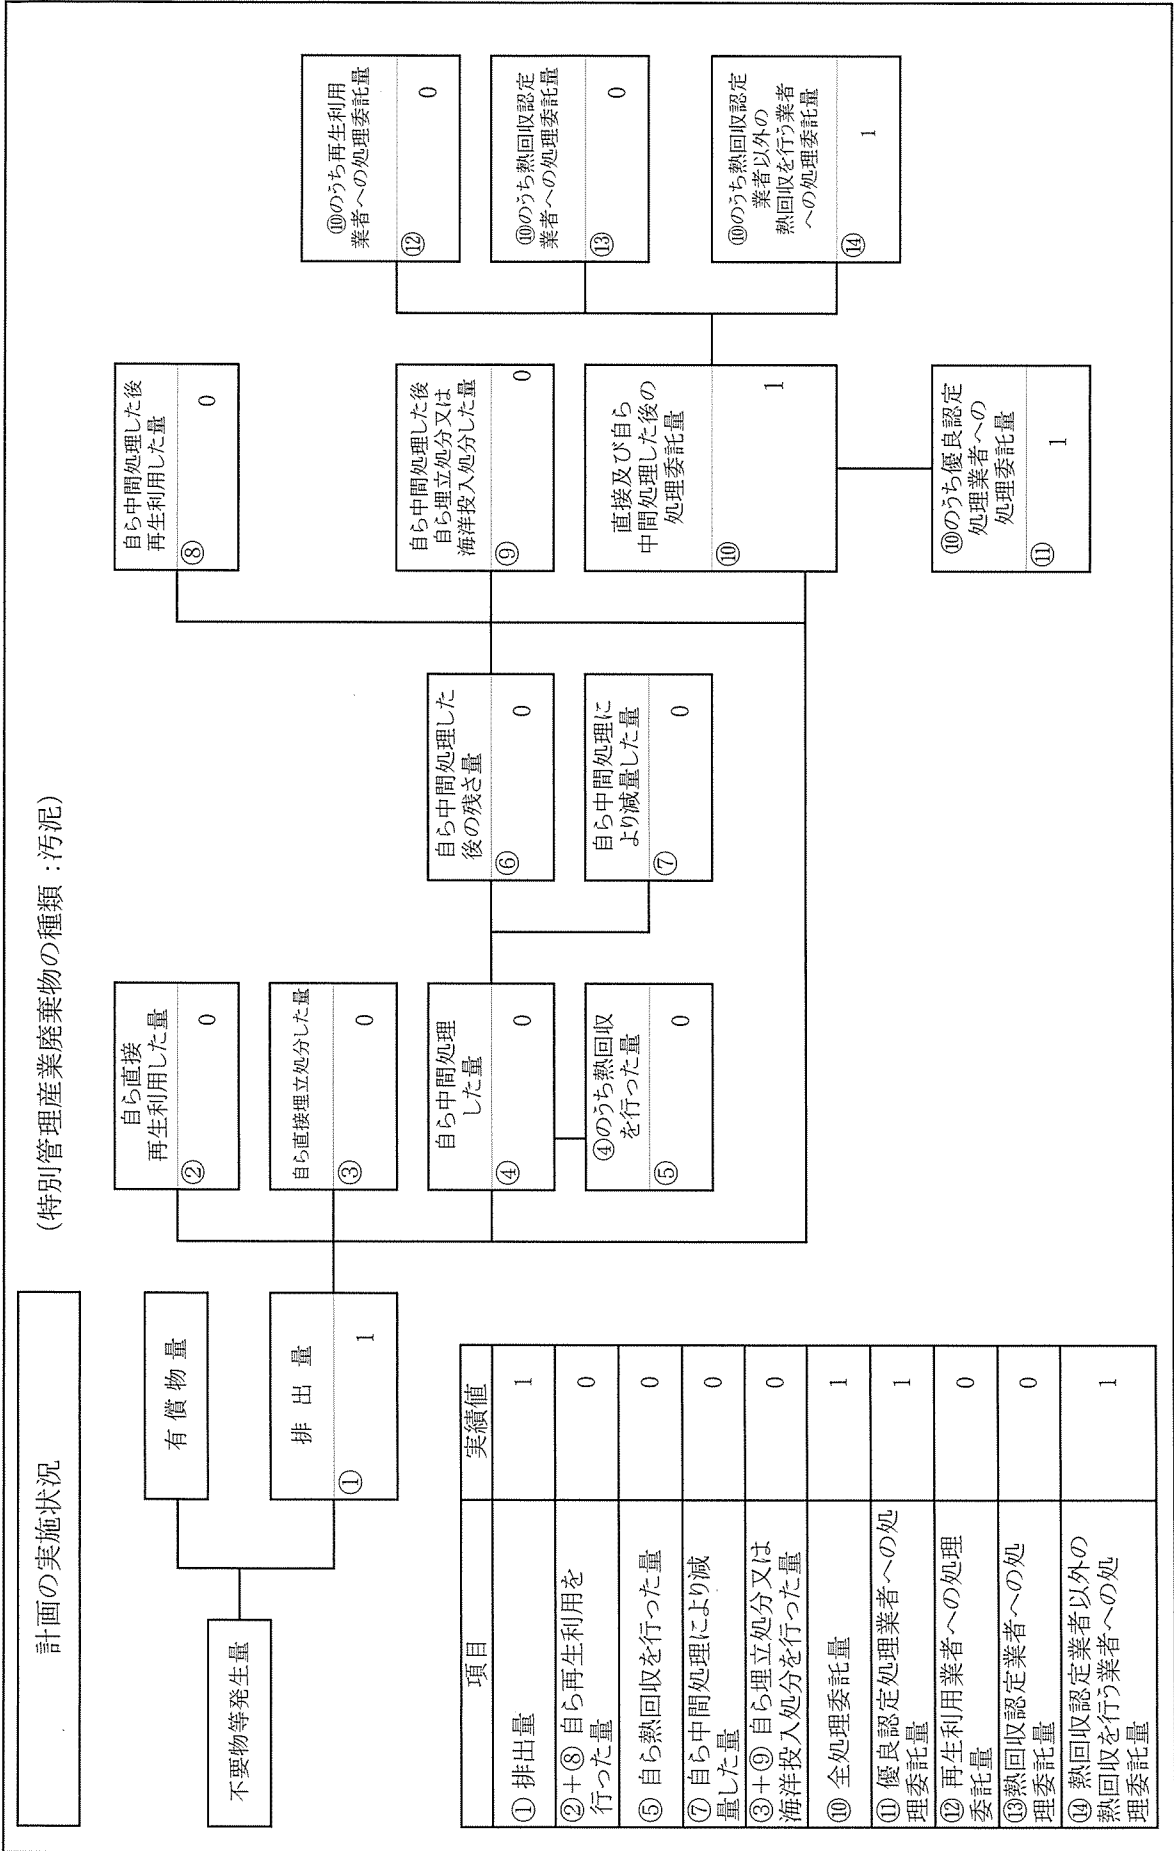 計画の実施状況
(特別管理産業廃棄物の種類 :汚泥)
不要物等発生量
有 償 物 量
排 出 量
①
1
自ら直接
再生利用した量
②
0
自ら直接埋立処分した量
③
0
自ら中間処理
した量
④
0
④のうち熱回収
を行った量
⑤
0
自ら中間処理した
後の残さ量
⑥
0
自ら中間処理に
より減量した量
⑦
0
自ら中間処理した後
再生利用した量
⑧
0
自ら中間処理した後
自ら埋立処分又は
海洋投入処分した量
⑨
0
直接及び自ら
中間処理した後の
処理委託量
⑩
1
⑩のうち優良認定
処理業者への
処理委託量
⑪
1
⑩のうち再生利用
業者への処理委託量
⑫
0
⑩のうち熱回収認定
業者への処理委託量
⑬
0
⑩のうち熱回収認定
業者以外の
熱回収を行う業者
への処理委託量
⑭
1
項目 実績値
① 排出量 1
②+⑧ 自ら再生利用を
行った量 0
⑤ 自ら熱回収を行った量 0
⑦ 自ら中間処理により減
量した量 0
③+⑨ 自ら埋立処分又は
海洋投入処分を行った量 0
⑩ 全処理委託量 1
⑪ 優良認定処理業者への処
理委託量 1
⑫ 再生利用業者への処理
委託量 0
⑬熱回収認定業者への処
理委託量 0
⑭ 熱回収認定業者以外の
熱回収を行う業者への処
理委託量 1